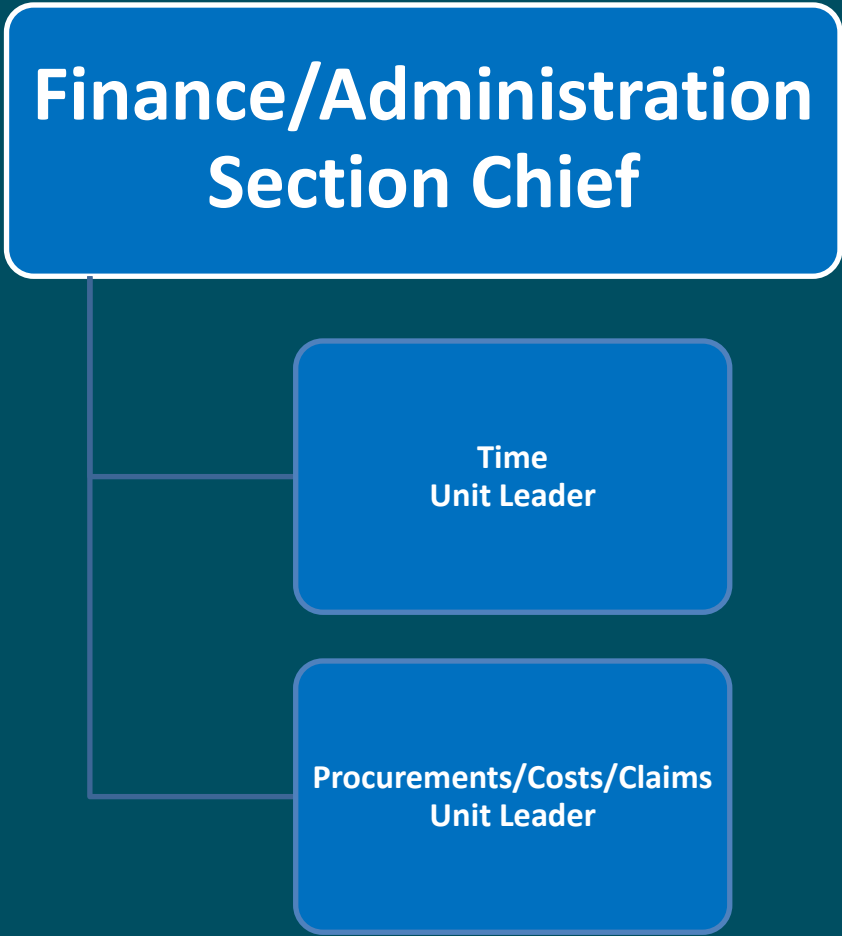 Finance/Administration
Section Chief
Time
Unit Leader
Procurements/Costs/Claims
Unit Leader